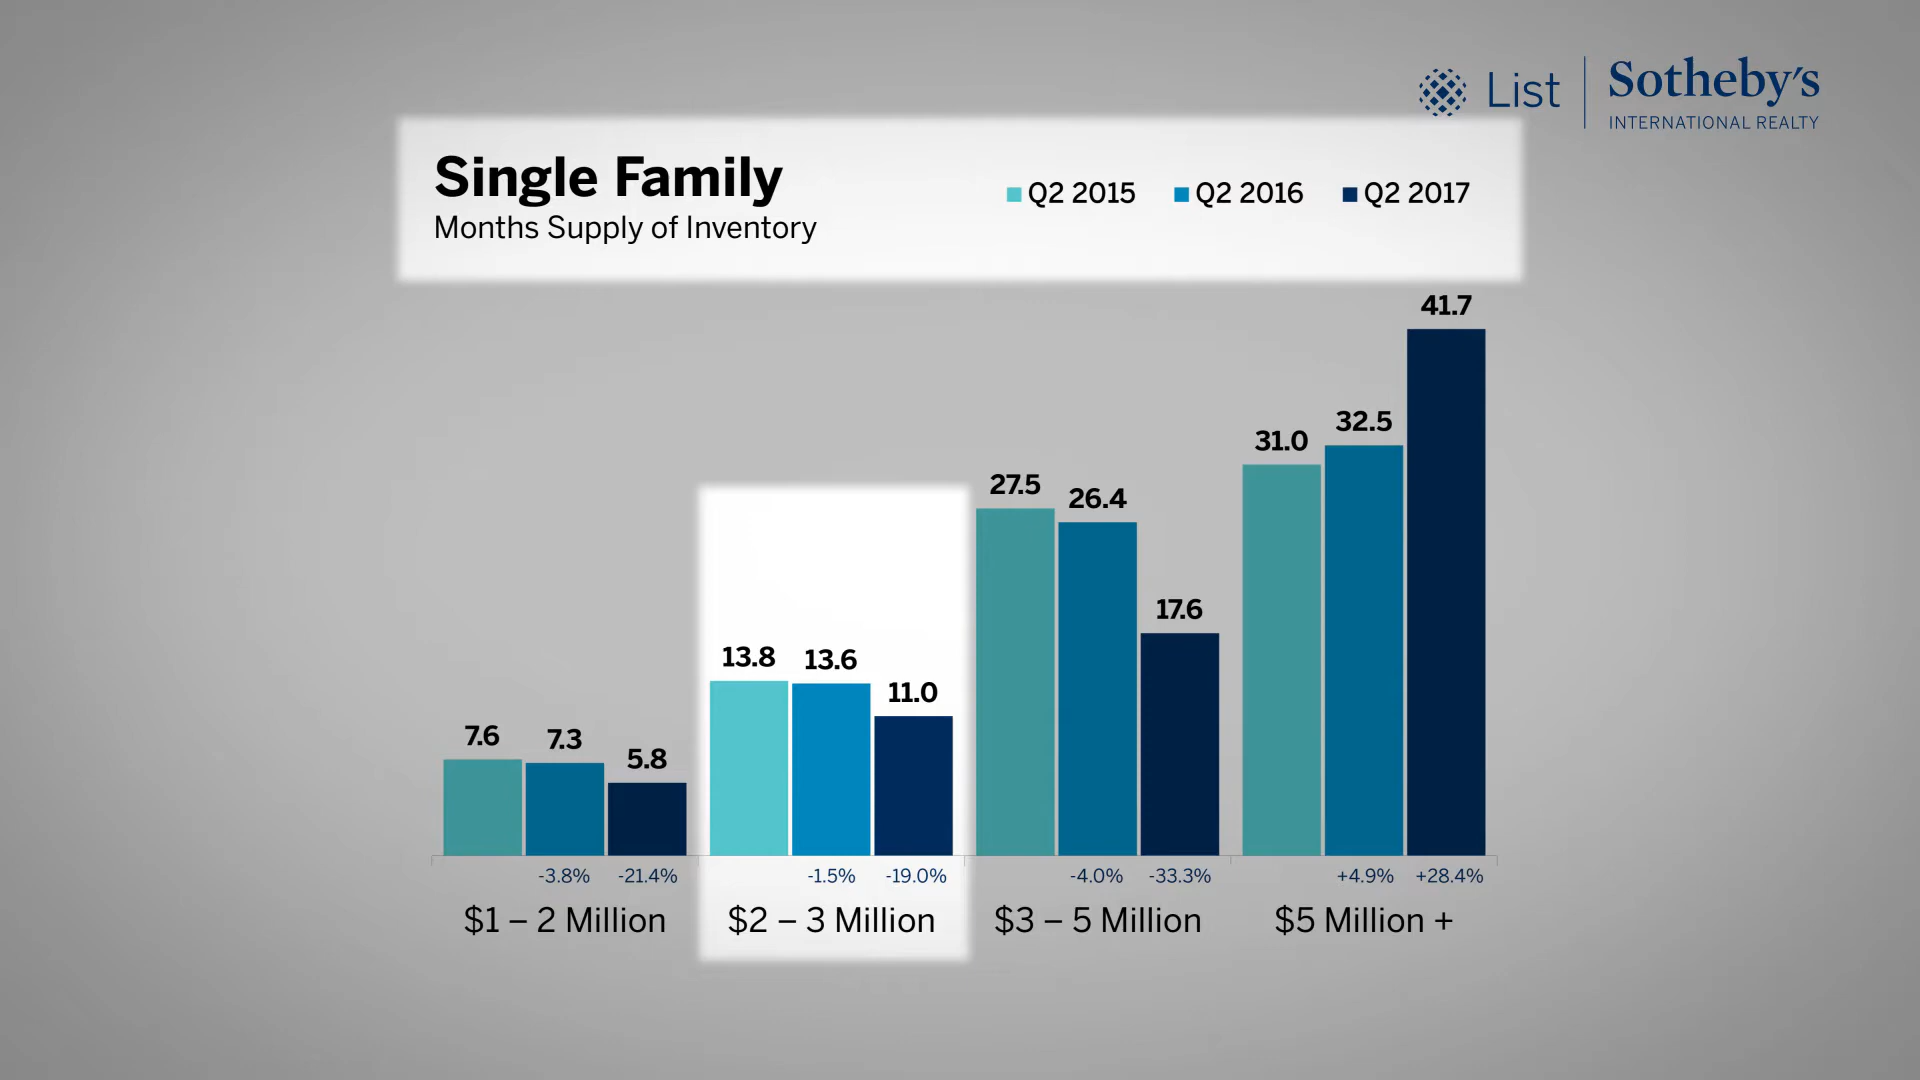 List
Sotheby's
INTERNATIONAL REALTY
Single Family
Months Supply of Inventory
Q2 2015
Q2 2016
Q2 2017
7.6
7.3
5.8
13.8
13.6
11.0
27.5
26.4
17.6
31.0
32.5
41.7
-3.8%
-21.4%
-1.5%
-19.0%
-4.0%
-33.3%
+4.9%
+28.4%
$1 – 2 Million
$2 – 3 Million
$3 – 5 Million
$5 Million +